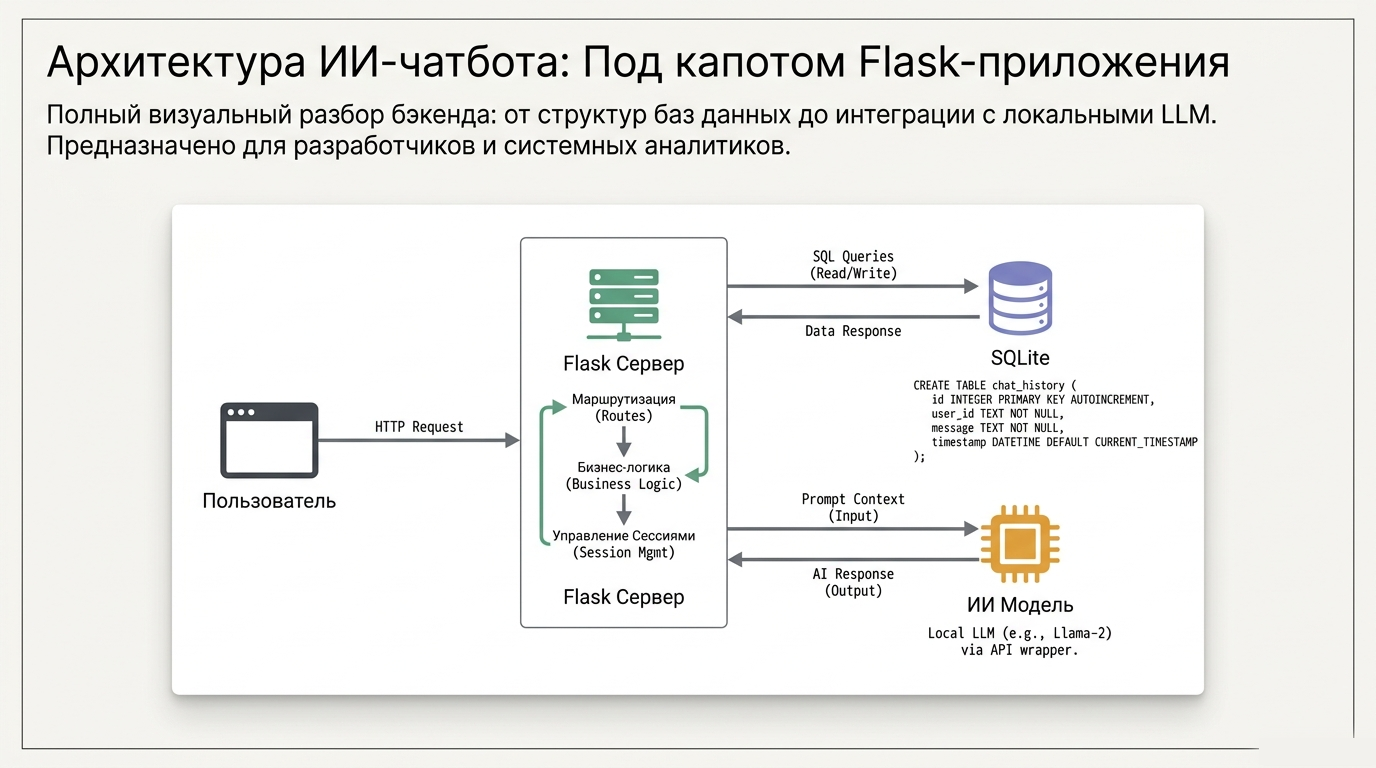 Архитектура ИИ-чатбота: Под капотом Flask-приложения
Полный визуальный разбор бэкенда: от структур баз данных до интеграции с локальными LLM.
Предназначено для разработчиков и системных аналитиков.
Пользователь
HTTP Request
Flask Сервер
Маршрутизация
(Routes)
Бизнес-логика
(Business Logic)
Управление Сессиями
(Session Mgmt)
Flask Сервер
SQL Queries
(Read/Write)
Data Response
SQLite
CREATE TABLE chat_history (
id INTEGER PRIMARY KEY AUTOINCREMENT,
user_id TEXT NOT NULL,
message TEXT NOT NULL,
timestamp DATETIME DEFAULT CURRENT_TIMESTAMP
);
Prompt Context
(Input)
AI Response
(Output)
ИИ Модель
Local LLM (e.g., Llama-2)
via API wrapper.